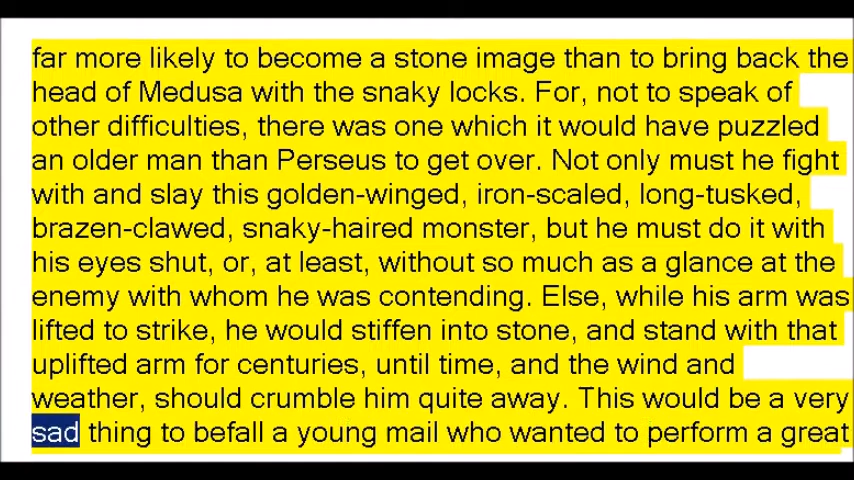 far more likely to become a stone image than to bring back the
head of Medusa with the snaky locks. For, not to speak of
other difficulties, there was one which it would have puzzled
an older man than Perseus to get over. Not only must he fight
with and slay this golden-winged, iron-scaled, long-tusked,
brazen-clawed, snaky-haired monster, but he must do it with
his eyes shut, or, at least, without so much as a glance at the
enemy with whom he was contending. Else, while his arm was
lifted to strike, he would stiffen into stone, and stand with that
uplifted arm for centuries, until time, and the wind and
weather, should crumble him quite away. This would be a very
sad thing to befall a young mail who wanted to perform a great